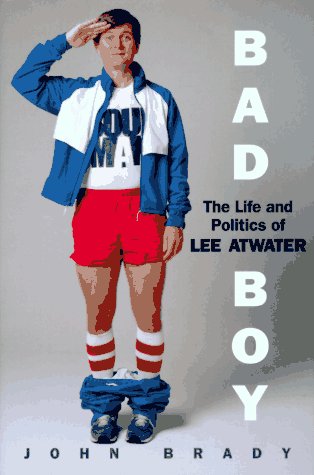 BAD
BOY
The Life and
Politics of
LEE ATWATER
JOHN BRADY